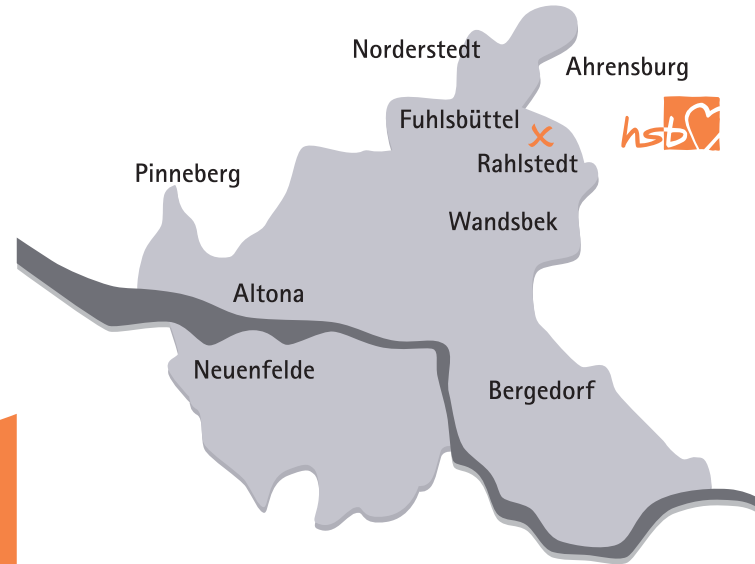 Norderstedt
Ahrensburg
Fuhlsbüttel
hsb
Rahlstedt
Pinneberg
Wandsbek
Altona
Neuenfelde
Bergedorf